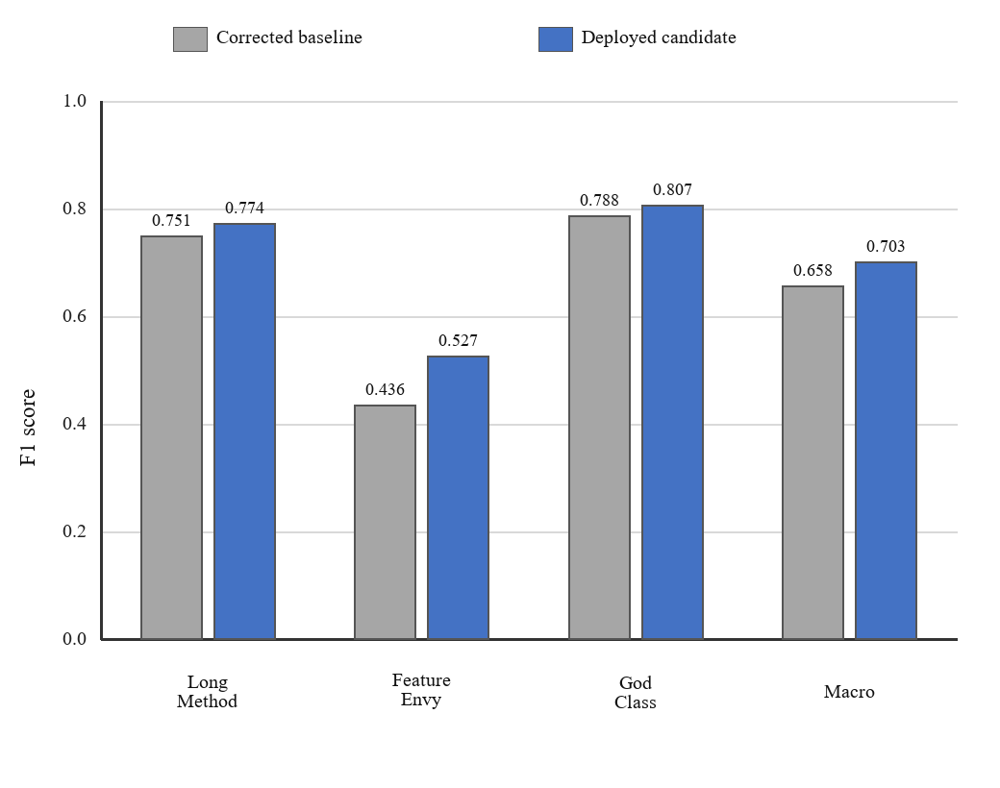 Corrected baseline
Deployed candidate
1.0
0.8
0.6
0.4
0.2
0.0
F1 score
0.751
0.774
0.436
0.527
0.788
0.807
0.658
0.703
Long
Method
Feature
Envy
God
Class
Macro